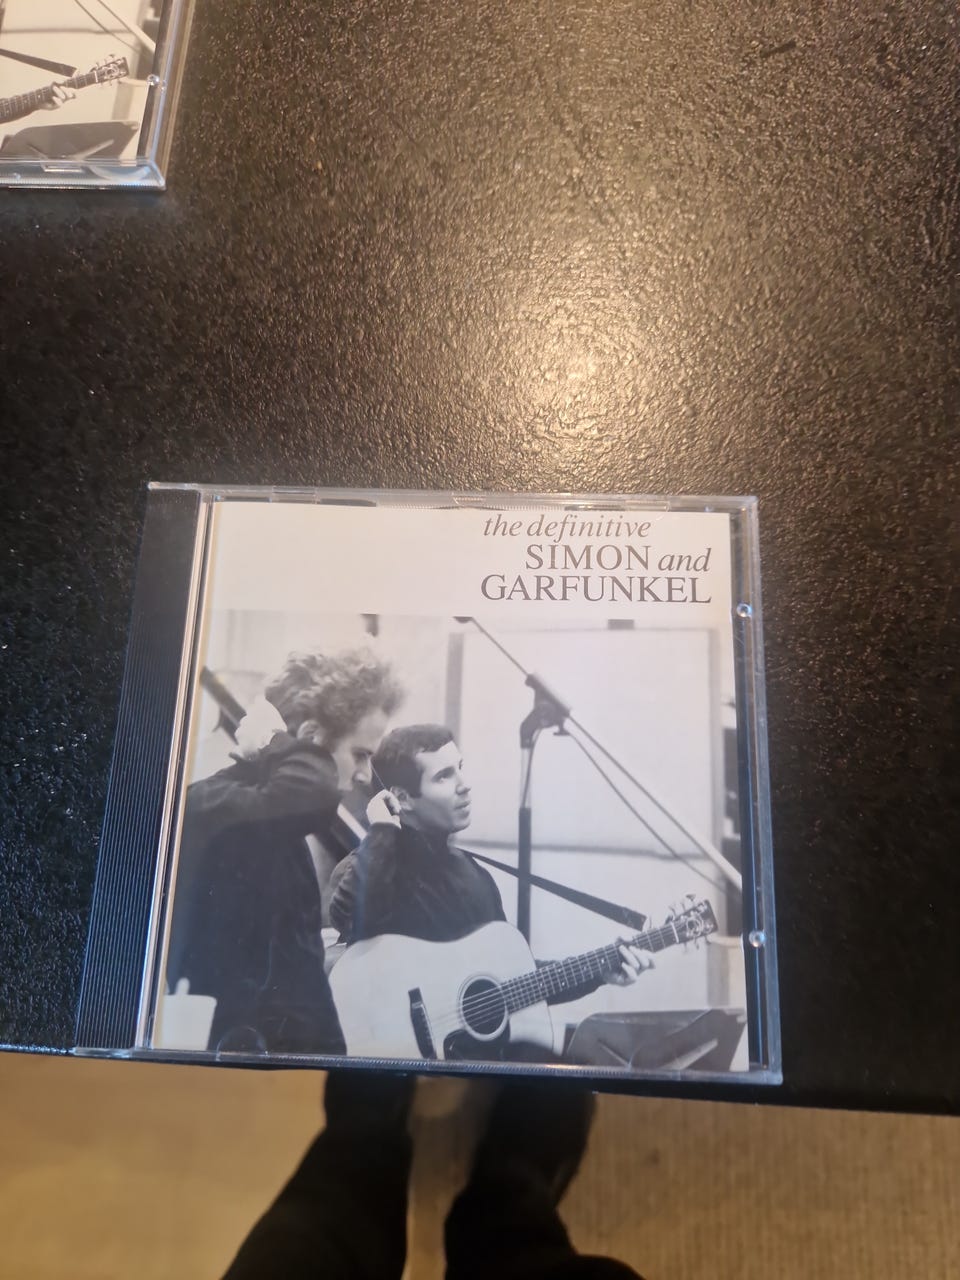 the definitive
SIMON and
GARFUNKEL